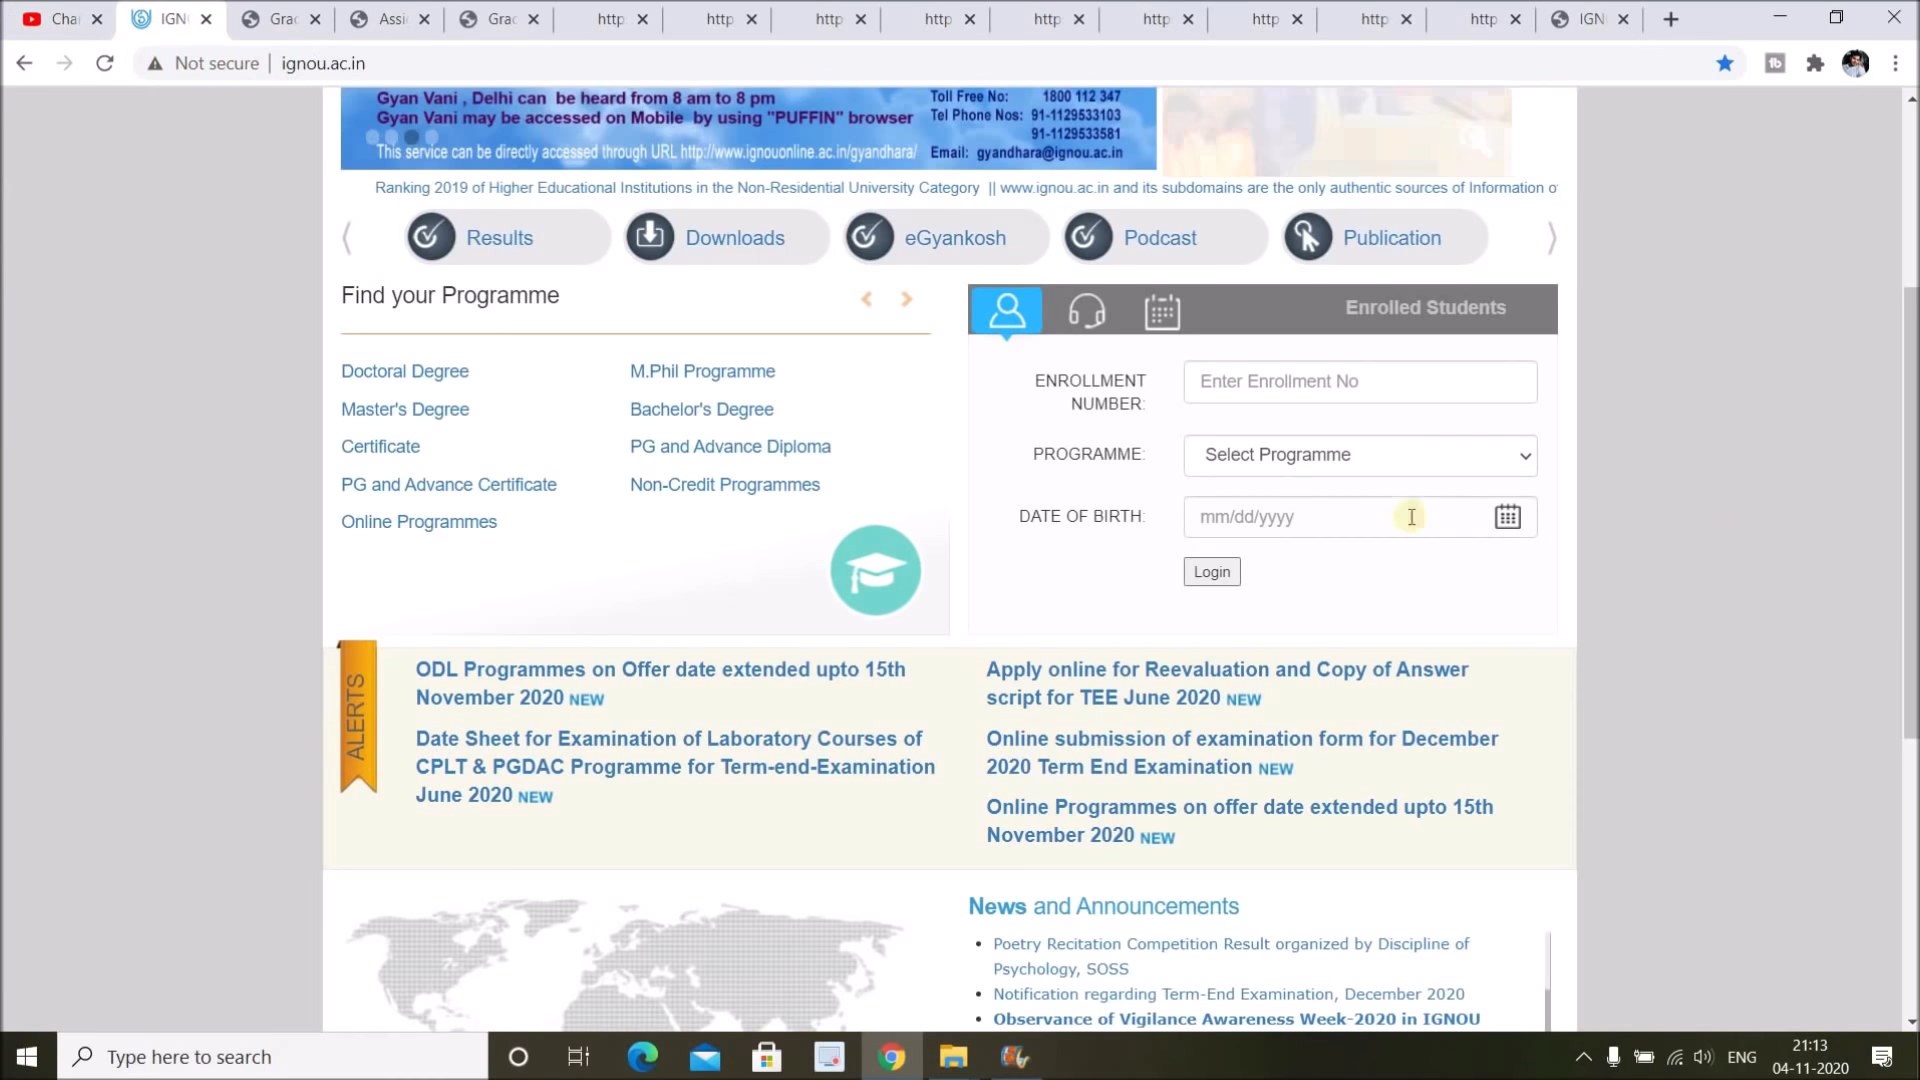 Cha
IGN
Grac
Assi
Grac
http
http
http
http
http
http
http
http
http
IGN
Not secure
ignou.ac.in
Gyan Vani , Delhi can be heard from 8 am to 8 pm
Gyan Vani may be accessed on Mobile by using "PUFFIN" browser
This service can be directly accessed through URL http://www.ignouonline.ac.in/gyandhara/
Toll Free No: 1800 112 347
Tel Phone Nos: 91-1129533103
91-1129533581
Email: gyandhara@ignou.ac.in
Ranking 2019 of Higher Educational Institutions in the Non-Residential University Category || www.ignou.ac.in and its subdomains are the only authentic sources of Information o
Results
Downloads
eGyankosh
Podcast
Publication
Find your Programme
Doctoral Degree
M.Phil Programme
Master's Degree
Bachelor's Degree
Certificate
PG and Advance Diploma
PG and Advance Certificate
Non-Credit Programmes
Online Programmes
Enrolled Students
ENROLLMENT
NUMBER:
Enter Enrollment No
PROGRAMME:
Select Programme
DATE OF BIRTH:
mm/dd/yyyy
Login
ALERTS
ODL Programmes on Offer date extended upto 15th
November 2020 NEW
Date Sheet for Examination of Laboratory Courses of
CPLT & PGDAC Programme for Term-end-Examination
June 2020 NEW
Apply online for Reevaluation and Copy of Answer
script for TEE June 2020 NEW
Online submission of examination form for December
2020 Term End Examination NEW
Online Programmes on offer date extended upto 15th
November 2020 NEW
News and Announcements
Poetry Recitation Competition Result organized by Discipline of
Psychology, SOSS
Notification regarding Term-End Examination, December 2020
Observance of Vigilance Awareness Week-2020 in IGNOU
Type here to search
ENG
21:13
04-11-2020